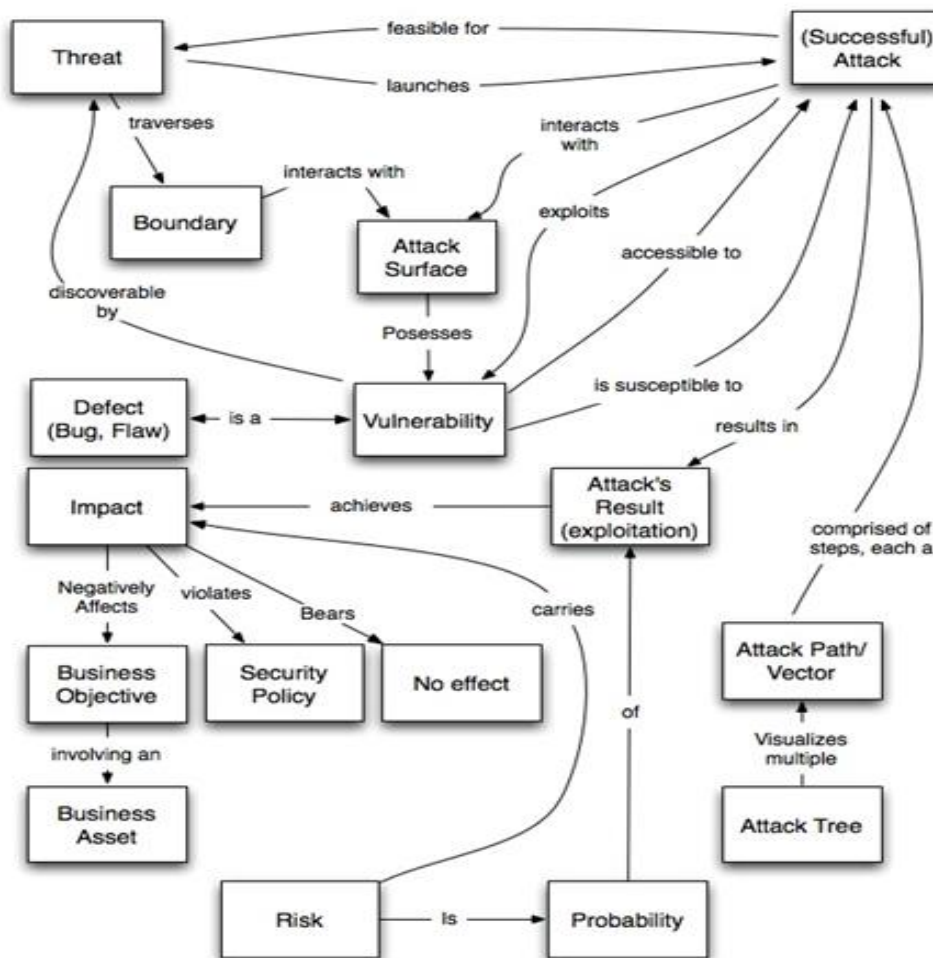 feasible for
(Successful)
Attack
Threat
launches
traverses
interacts
with
interacts with
Boundary
exploits
Attack
Surface
accessible to
discoverable
by
Posesses
Defect
(Bug, Flaw)
is a
Vulnerability
is susceptible to
results in
Impact
achieves
Attack's
Result
(exploitation)
comprised of
steps, each a
Negatively
Affects
violates
Bears
carries
Business
Objective
Security
Policy
No effect
Attack Path/
Vector
of
involving an
Visualizes
multiple
Business
Asset
Attack Tree
Risk
Is
Probability